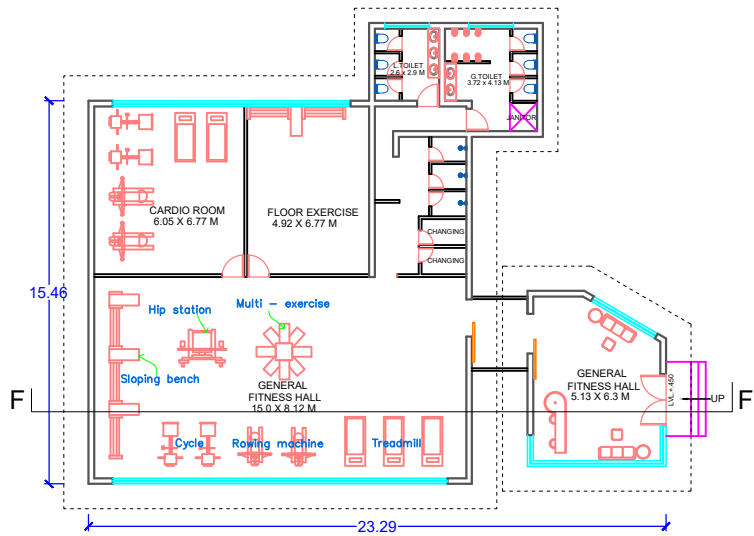 L.TOILET
2.6 x 2.9 M
G.TOILET
3.72 x 4.13 M
JANITOR
CARDIO ROOM
6.05 X 6.77 M
FLOOR EXERCISE
4.92 X 6.77 M
CHANGING
CHANGING
15.46
Hip station
Multi - exercise
Sloping bench
GENERAL
FITNESS HALL
15.0 X 8.12 M
GENERAL
FITNESS HALL
5.13 X 6.3 M
LVL + 450
UP
F
F
Cycle
Rowing machine
Treadmill
23.29